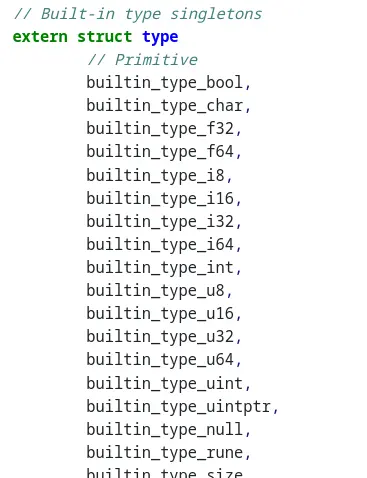 // Built-in type singletons
extern struct type
// Primitive
builtin_type_bool,
builtin_type_char,
builtin_type_f32,
builtin_type_f64,
builtin_type_i8,
builtin_type_i16,
builtin_type_i32,
builtin_type_i64,
builtin_type_int,
builtin_type_u8,
builtin_type_u16,
builtin_type_u32,
builtin_type_u64,
builtin_type_uint,
builtin_type_uintptr,
builtin_type_null,
builtin_type_rune,
builtin_type_size